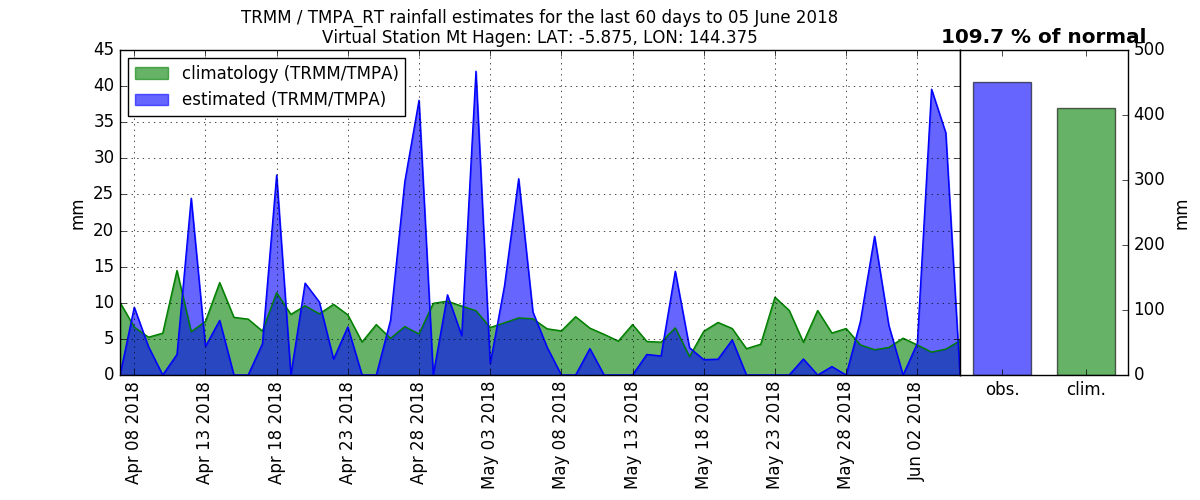 TRMM / TMPA_RT rainfall estimates for the last 60 days to 05 June 2018
Virtual Station Mt Hagen: LAT: -5.875, LON: 144.375
109.7 % of normal
climatology (TRMM/TMPA)
estimated (TRMM/TMPA)
mm
45
40
35
30
25
20
15
10
5
0
Apr 08 2018
Apr 13 2018
Apr 18 2018
Apr 23 2018
Apr 28 2018
May 03 2018
May 08 2018
May 13 2018
May 18 2018
May 23 2018
May 28 2018
Jun 02 2018
obs.
clim.
500
400
300
200
100
0
mm